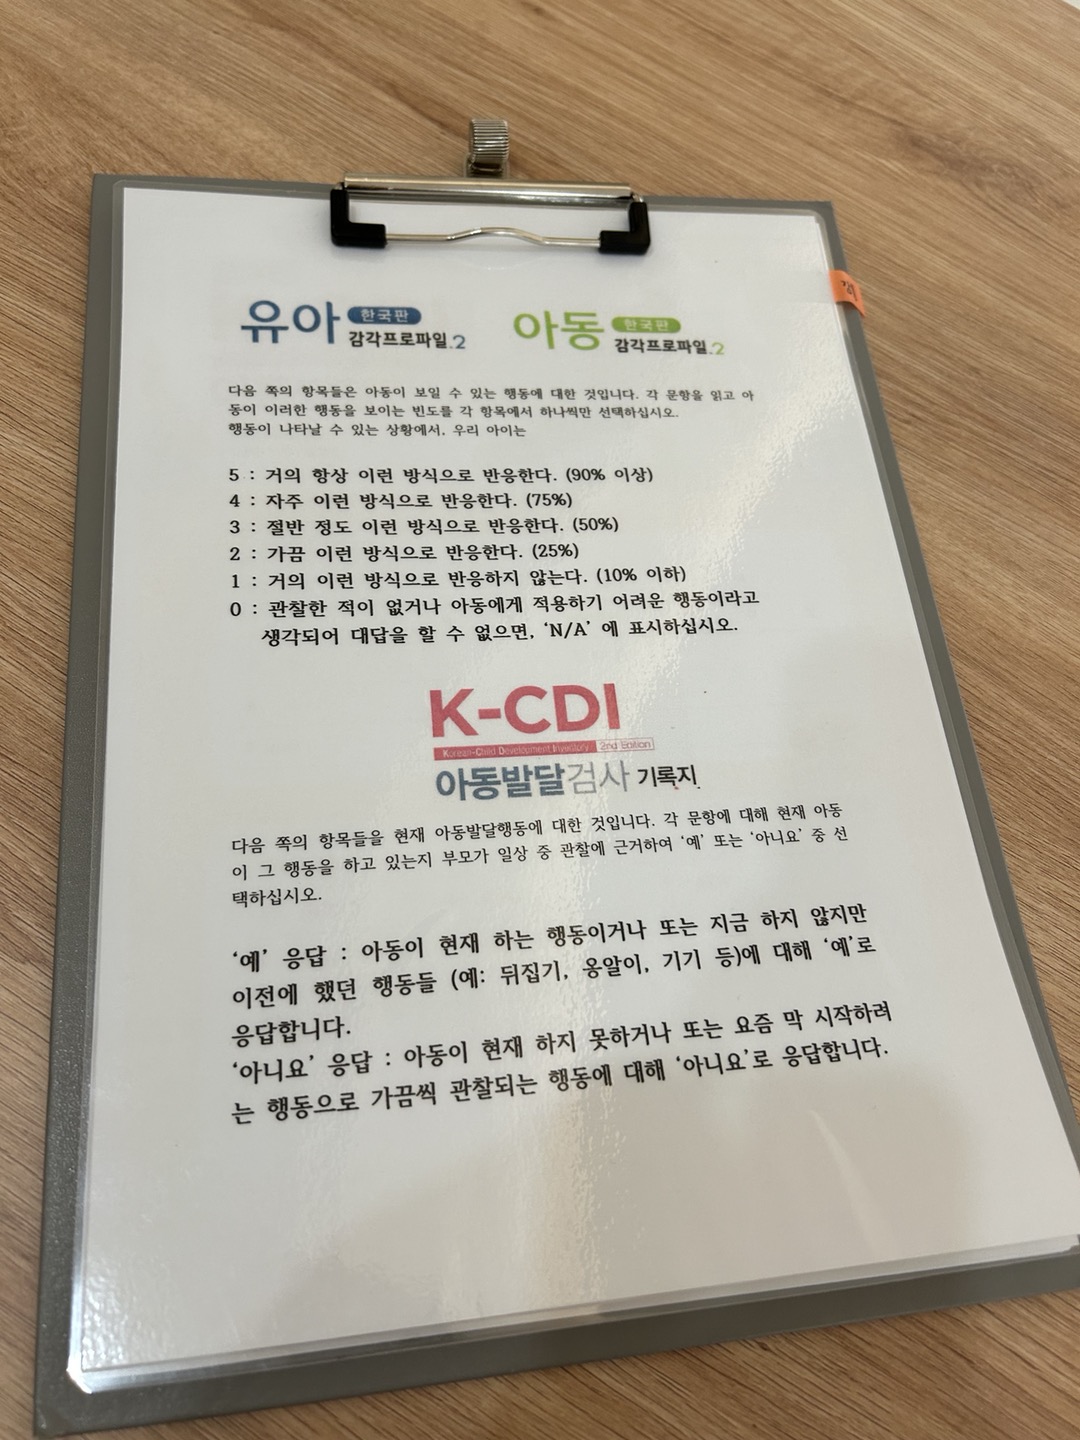 유아 한국판 감각프로파일.2
아동 한국판 감각프로파일.2
다음 쪽의 항목들은 아동이 보일 수 있는 행동에 대한 것입니다. 각 문항을 읽고 아
동이 이러한 행동을 보이는 빈도를 각 항목에서 하나씩만 선택하십시오.
행동이 나타날 수 있는 상황에서, 우리 아이는
5 : 거의 항상 이런 방식으로 반응한다. (90% 이상)
4 : 자주 이런 방식으로 반응한다. (75%)
3 : 절반 정도 이런 방식으로 반응한다. (50%)
2 : 가끔 이런 방식으로 반응한다. (25%)
1 : 거의 이런 방식으로 반응하지 않는다. (10% 이하)
0 : 관찰한 적이 없거나 아동에게 적용하기 어려운 행동이라고
생각되어 대답을 할 수 없으면, ‘N/A’ 에 표시하십시오.
K-CDI
Korean-Child Development Inventory 2nd Edition
아동발달검사 기록지
다음 쪽의 항목들을 현재 아동발달행동에 대한 것입니다. 각 문항에 대해 현재 아동
이 그 행동을 하고 있는지 부모가 일상 중 관찰에 근거하여 ‘예’ 또는 ‘아니요’ 중 선
택하십시오.
‘예’ 응답 : 아동이 현재 하는 행동이거나 또는 지금 하지 않지만
이전에 했던 행동들 (예: 뒤집기, 옹알이, 기기 등)에 대해 ‘예’로
응답합니다.
‘아니요’ 응답 : 아동이 현재 하지 못하거나 또는 요즘 막 시작하려
는 행동으로 가끔씩 관찰되는 행동에 대해 ‘아니요’로 응답합니다.